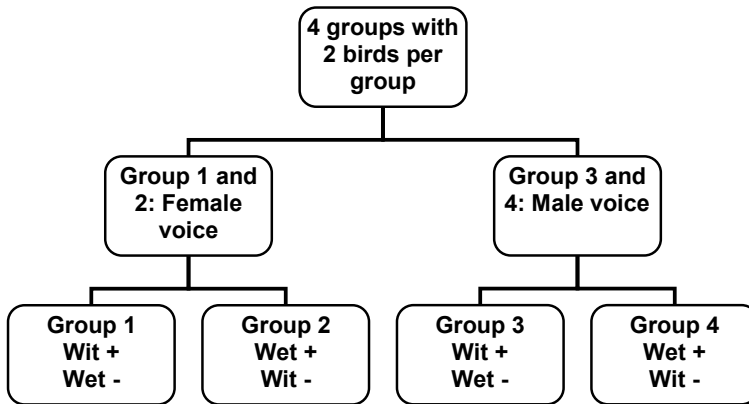 4 groups with
2 birds per
group
Group 1 and
2: Female
voice
Group 3 and
4: Male voice
Group 1
Wit +
Wet -
Group 2
Wet +
Wit -
Group 3
Wit +
Wet -
Group 4
Wet +
Wit -